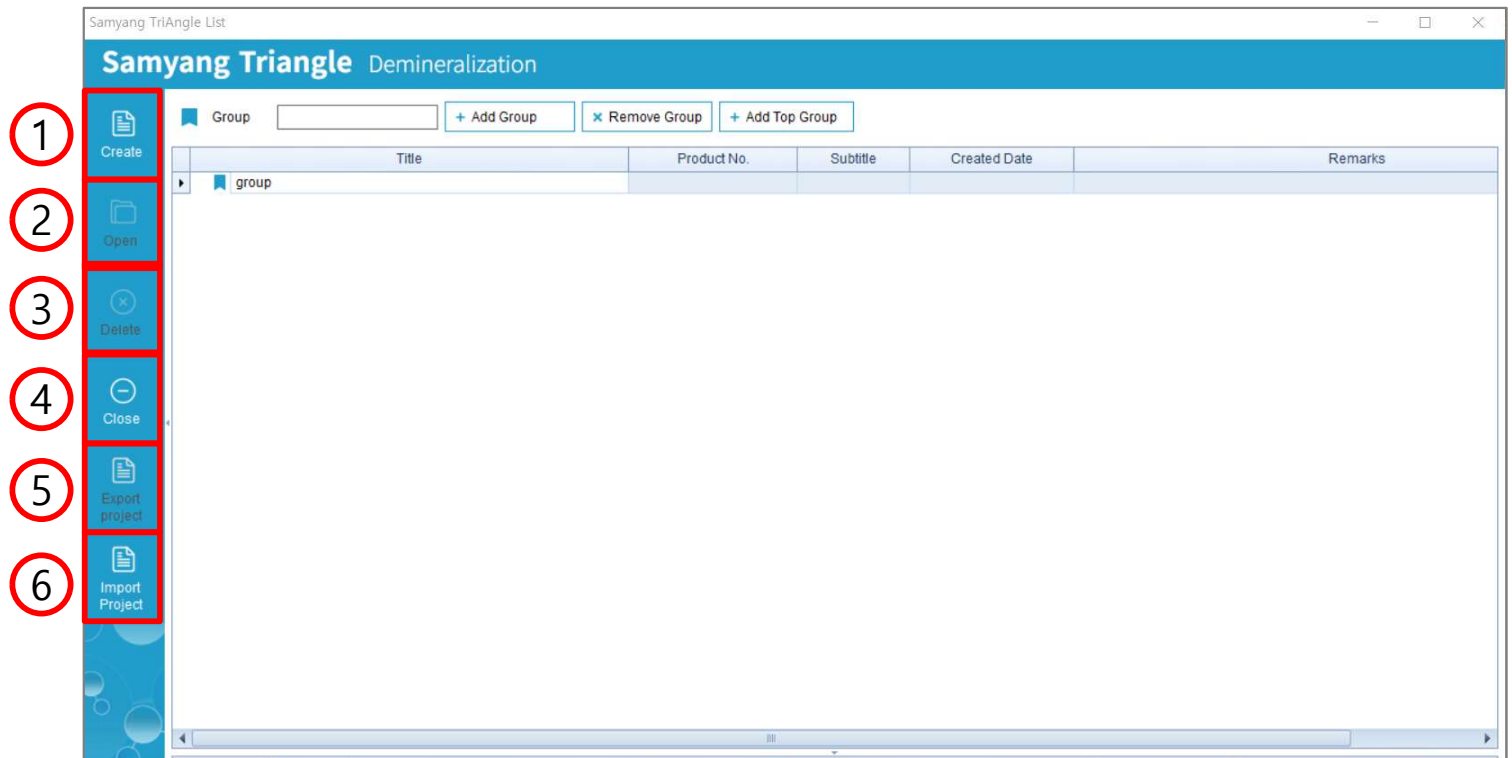 Samyang TriAngle List
Samyang Triangle Demineralization
1
Create
2
Open
3
Delete
4
Close
5
Export
project
6
Import
Project
Group
+ Add Group
× Remove Group
+ Add Top Group
Title Product No. Subtitle Created Date Remarks
group